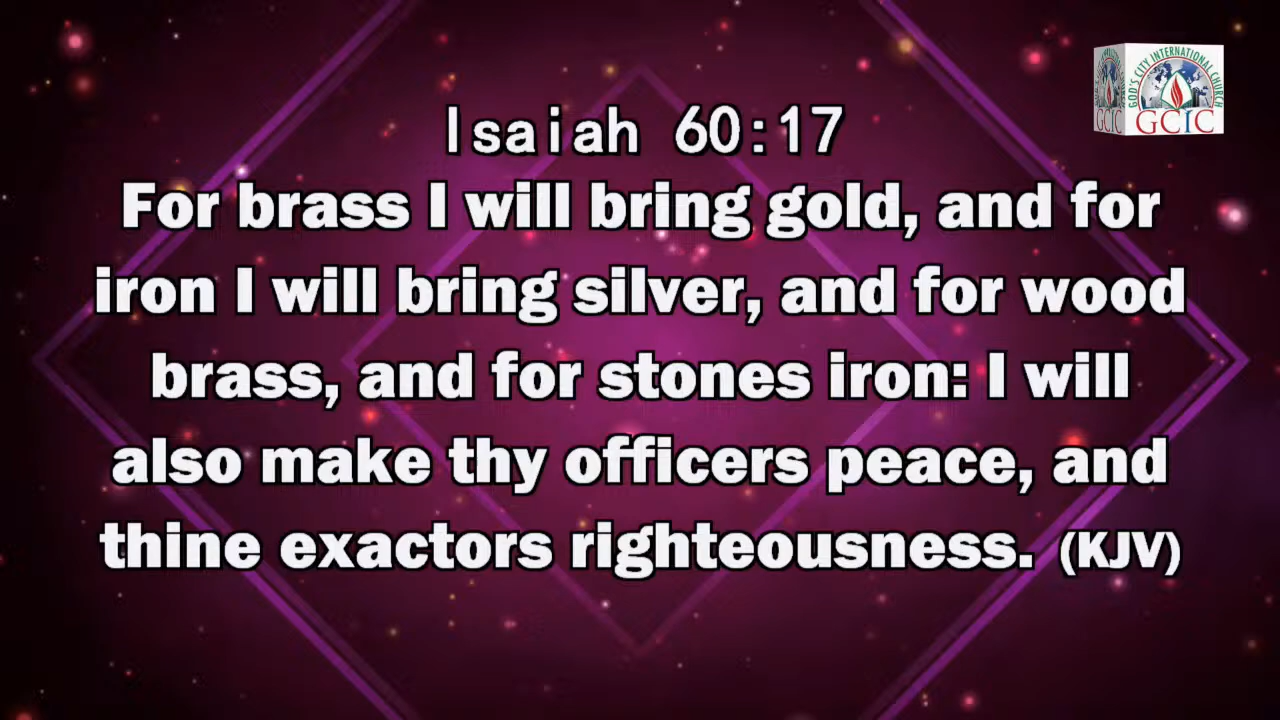 Isaiah 60:17
For brass I will bring gold, and for
iron I will bring silver, and for wood
brass, and for stones iron: I will
also make thy officers peace, and
thine exactors righteousness. (KJV)
GOD'S CITY INTERNATIONAL CHURCH
GCIC
GCIC